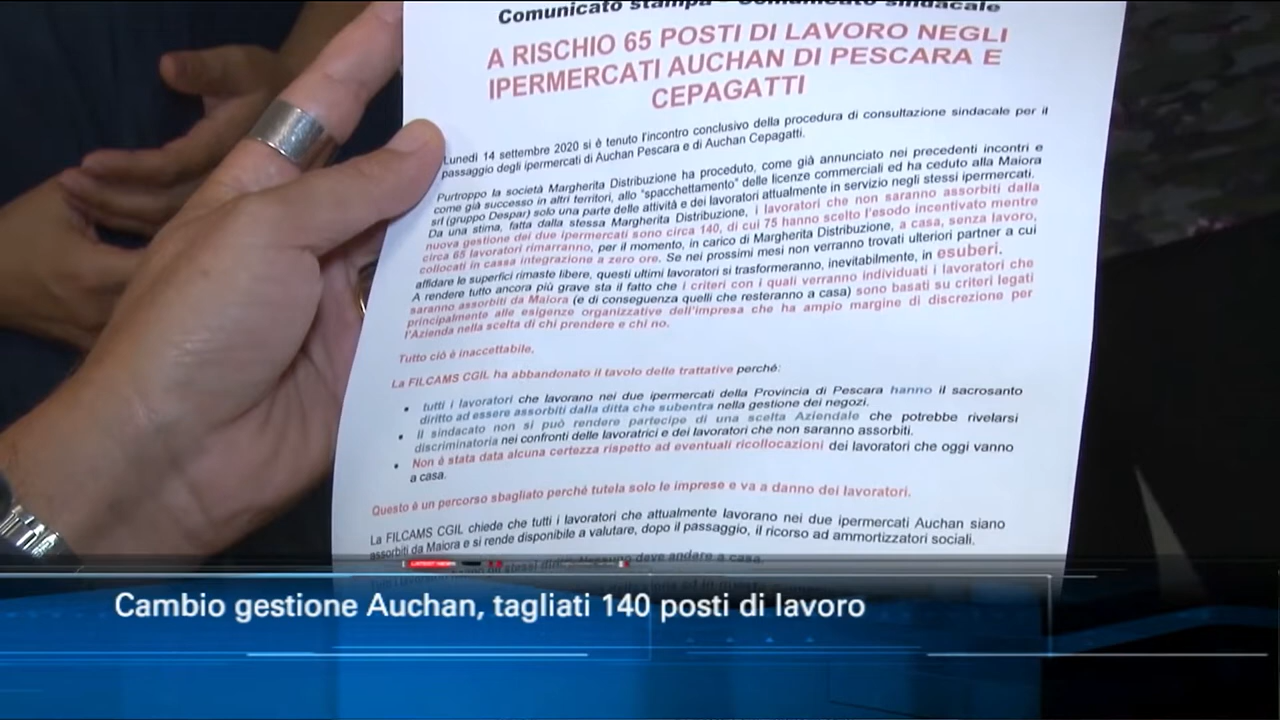 Comunicato stampa - Comunicato sindacale
A RISCHIO 65 POSTI DI LAVORO NEGLI
IPERMERCATI AUCHAN DI PESCARA E
CEPAGATTI
Lunedì 14 settembre 2020 si è tenuto l'incontro conclusivo della procedura di consultazione sindacale per il
passaggio degli ipermercati di Auchan Pescara e di Auchan Cepagatti.
Purtroppo la società Margherita Distribuzione ha proceduto, come già annunciato nei precedenti incontri e
come già successo in altri territori, allo "spacchettamento" delle licenze commerciali ed ha ceduto alla Maiora
srl (gruppo Despar) solo una parte delle attività e dei lavoratori attualmente in servizio negli stessi ipermercati.
Da una stima, fatta dalla stessa Margherita Distribuzione, i lavoratori che non saranno assorbiti dalla
nuova gestione dei due ipermercati sono circa 140, di cui 75 hanno scelto l'esodo incentivato mentre
circa 65 lavoratori rimarranno, per il momento, in carico di Margherita Distribuzione, a casa, senza lavoro,
collocati in cassa integrazione a zero ore. Se nei prossimi mesi non verranno trovati ulteriori partner a cui
affidare le superfici rimaste libere, questi ultimi lavoratori si trasformeranno, inevitabilmente, in esuberi.
A rendere tutto ancora più grave sta il fatto che i criteri con i quali verranno individuati i lavoratori che
saranno assorbiti da Maiora (e di conseguenza quelli che resteranno a casa) sono basati su criteri legati
principalmente alle esigenze organizzative dell'impresa che ha ampio margine di discrezione per
l'Azienda nella scelta di chi prendere e chi no.
Tutto ciò è inaccettabile.
La FILCAMS CGIL ha abbandonato il tavolo delle trattative perché:
• tutti i lavoratori che lavorano nei due ipermercati della Provincia di Pescara hanno il sacrosanto
diritto ad essere assorbiti dalla ditta che subentra nella gestione dei negozi.
• Il sindacato non si può rendere partecipe di una scelta Aziendale che potrebbe rivelarsi
discriminatoria nei confronti delle lavoratrici e dei lavoratori che non saranno assorbiti.
• Non è stata data alcuna certezza rispetto ad eventuali ricollocazioni dei lavoratori che oggi vanno
a casa.
Questo è un percorso sbagliato perché tutela solo le imprese e va a danno dei lavoratori.
La FILCAMS CGIL chiede che tutti i lavoratori che attualmente lavorano nei due ipermercati Auchan siano
assorbiti da Maiora e si rende disponibile a valutare, dopo il passaggio, il ricorso ad ammortizzatori sociali.
stessi deve andare a casa.
LATEST NEWS
Cambio gestione Auchan, tagliati 140 posti di lavoro